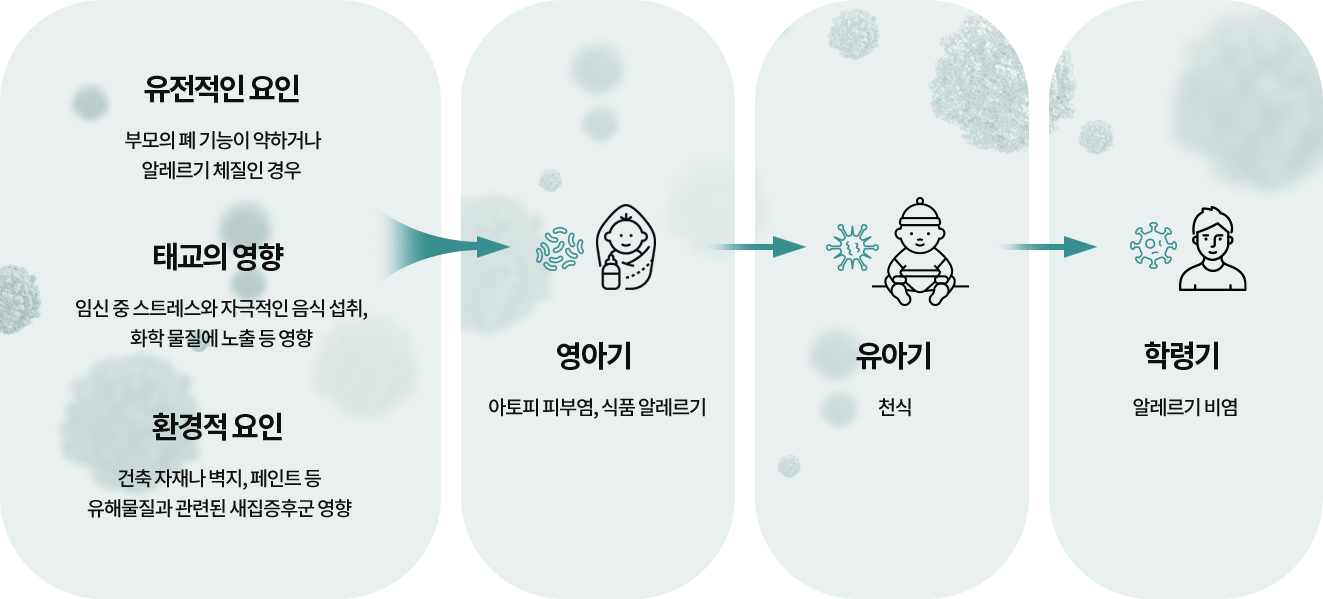 유전적인 요인
부모의 폐 기능이 약하거나
알레르기 체질인 경우
태교의 영향
임신 중 스트레스와 자극적인 음식 섭취,
화학 물질에 노출 등 영향
환경적 요인
건축 자재나 벽지, 페인트 등
유해물질과 관련된 새집증후군 영향
영아기
아토피 피부염, 식품 알레르기
유아기
천식
학령기
알레르기 비염